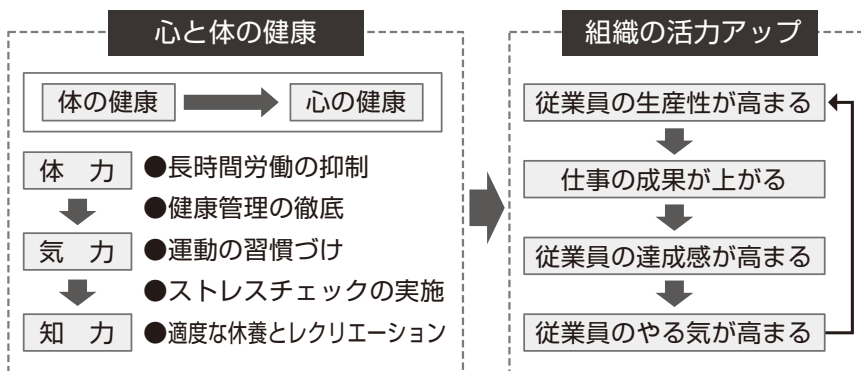 心と体の健康
体の健康
心の健康
体 力
●長時間労働の抑制
●健康管理の徹底
気 力
●運動の習慣づけ
●ストレスチェックの実施
知 力
●適度な休養とレクリエーション
組織の活力アップ
従業員の生産性が高まる
仕事の成果が上がる
従業員の達成感が高まる
従業員のやる気が高まる